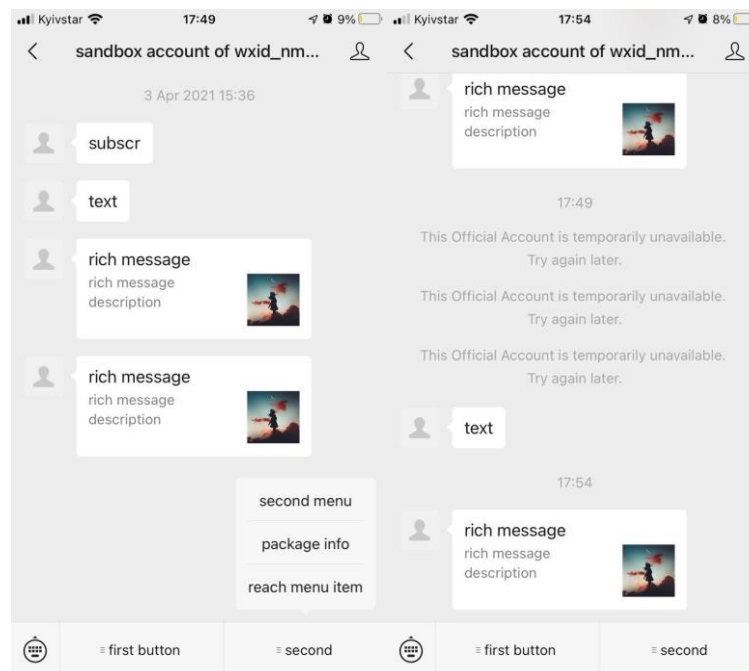 Kyivstar 17:49 9%
sandbox account of wxid_nm...
3 Apr 2021 15:36
subscr
text
rich message
rich message
description
rich message
rich message
description
second menu
package info
reach menu item
≡ first button
≡ second
Kyivstar 17:54 8%
sandbox account of wxid_nm...
rich message
rich message
description
17:49
This Official Account is temporarily unavailable.
Try again later.
This Official Account is temporarily unavailable.
Try again later.
This Official Account is temporarily unavailable.
Try again later.
text
17:54
rich message
rich message
description
≡ first button
≡ second